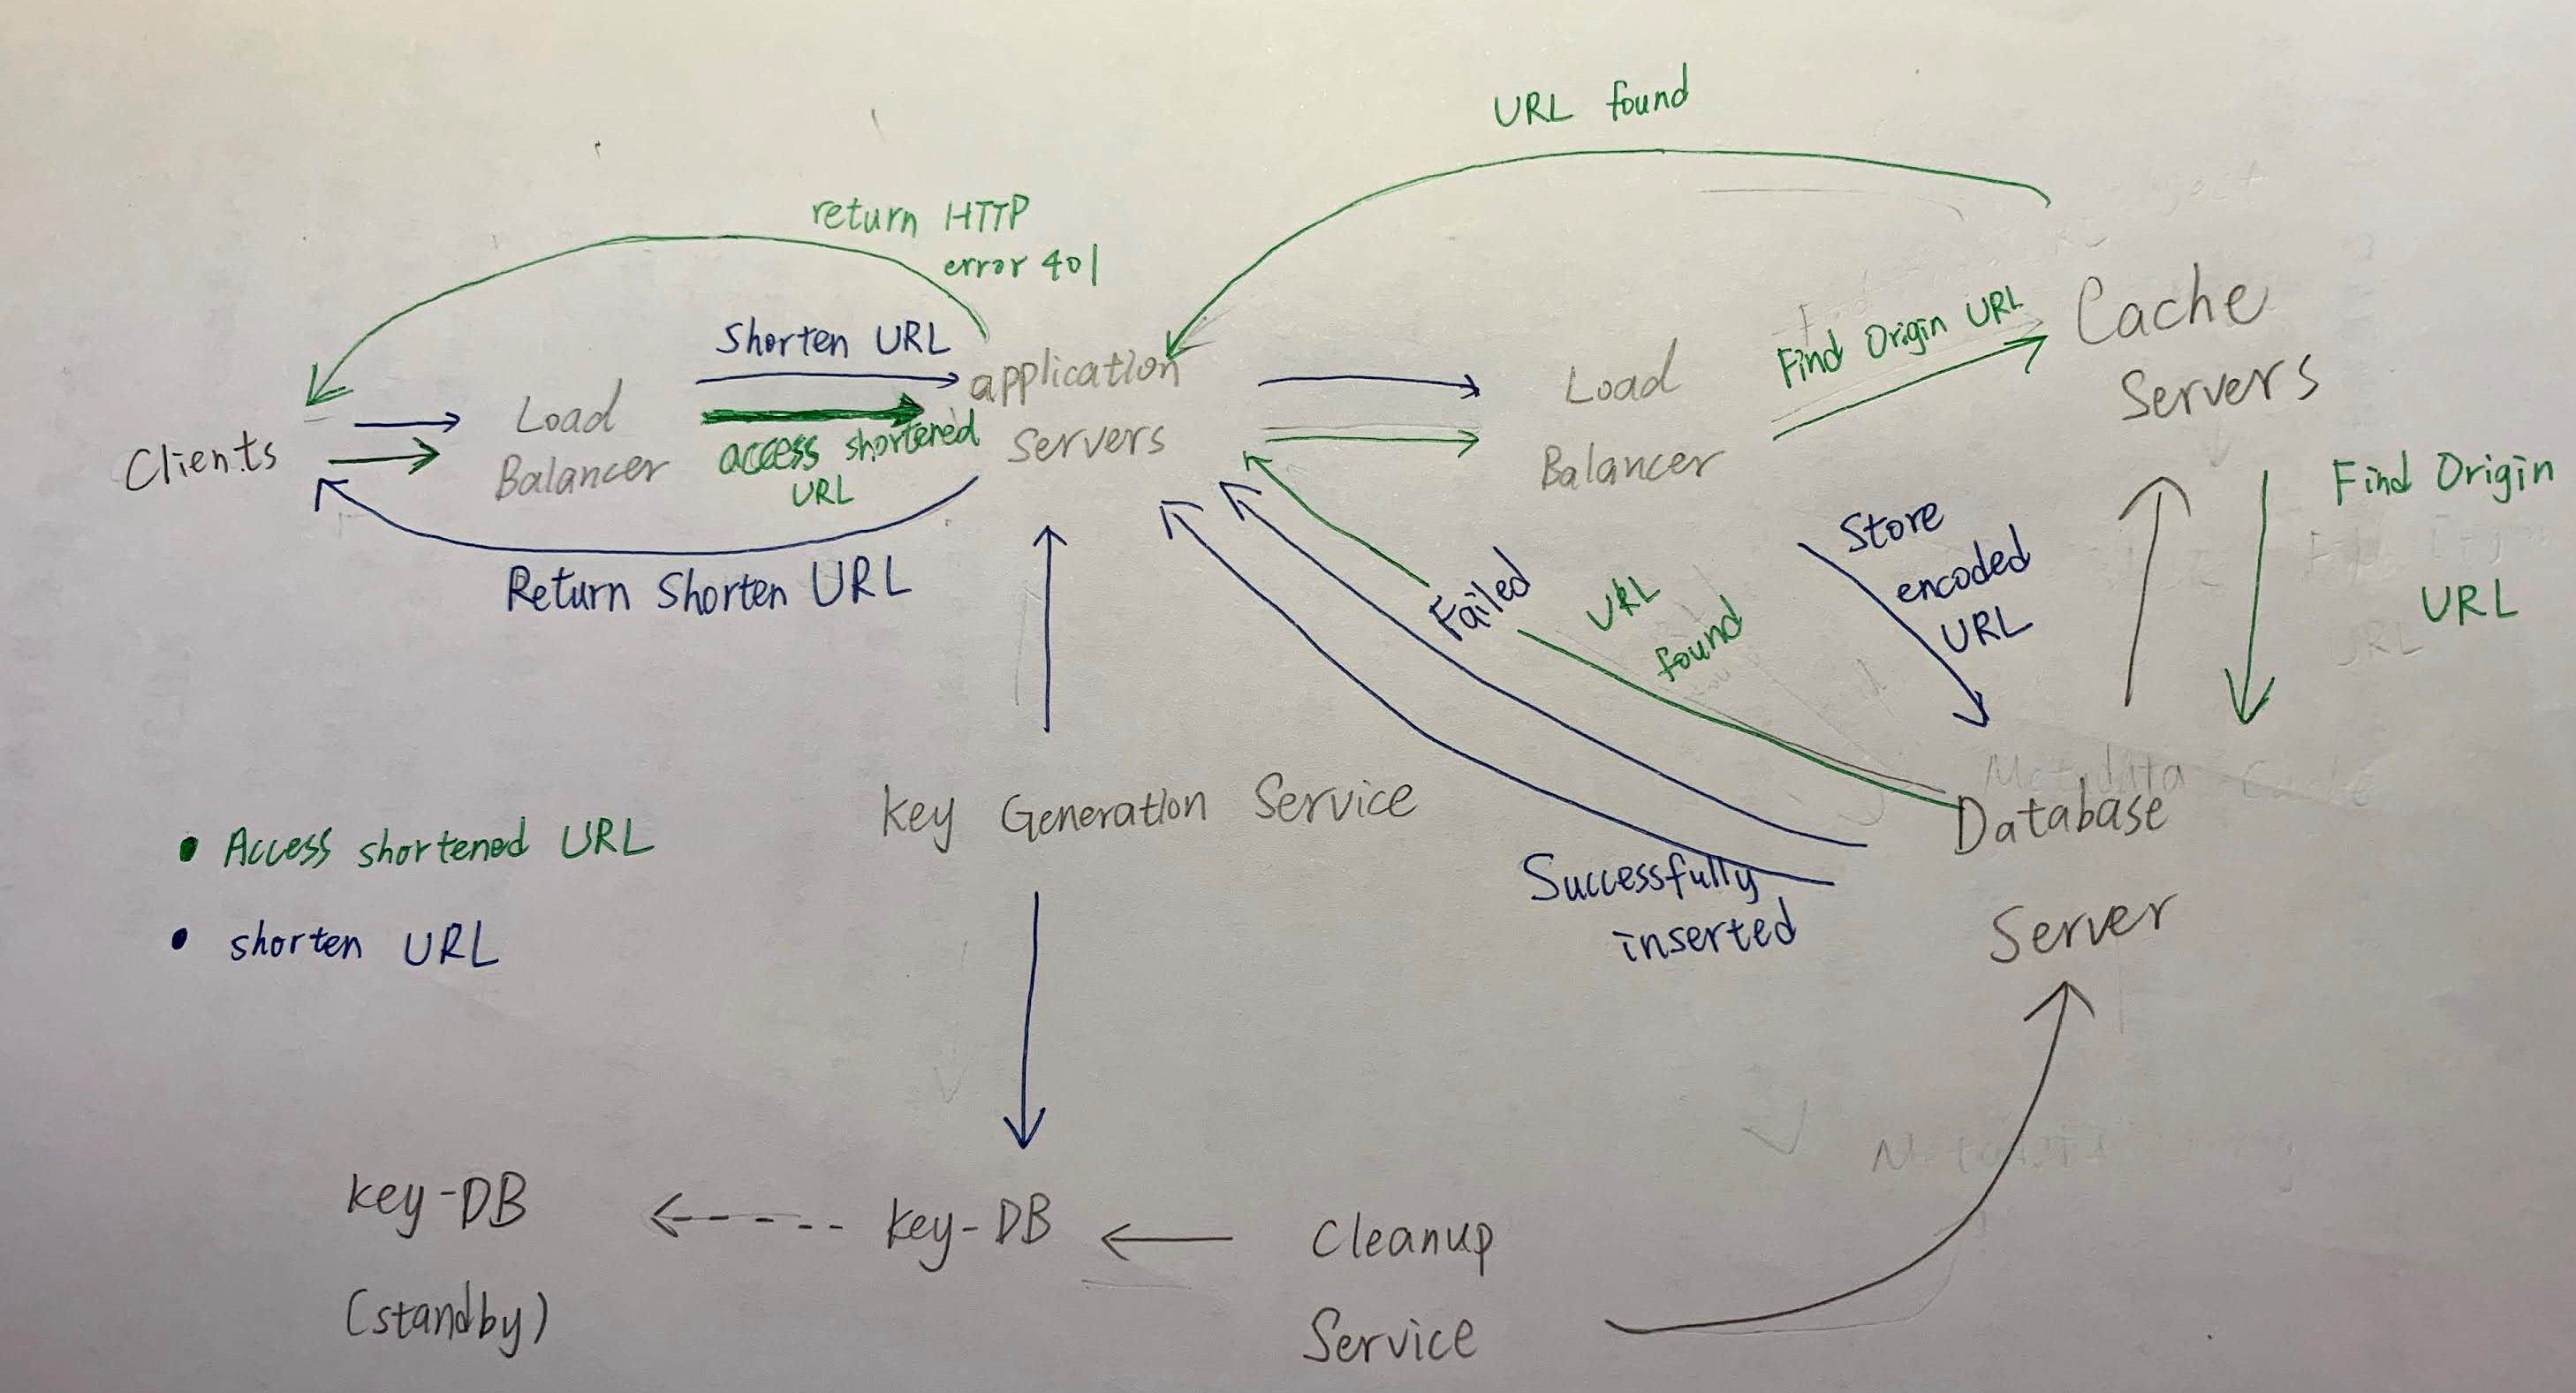 URL found
return HTTP
error 401
Shorten URL
application
servers
Clients
Load
Balancer
access shortened
URL
Return Shorten URL
Load
Balancer
Find Origin URL
Cache
Servers
Find Origin
URL
Store
encoded
URL
Failed
URL
found
Key Generation Service
Database
Server
Successfully
inserted
Access shortened URL
shorten URL
key-DB
(standby)
key-DB
Cleanup
Service